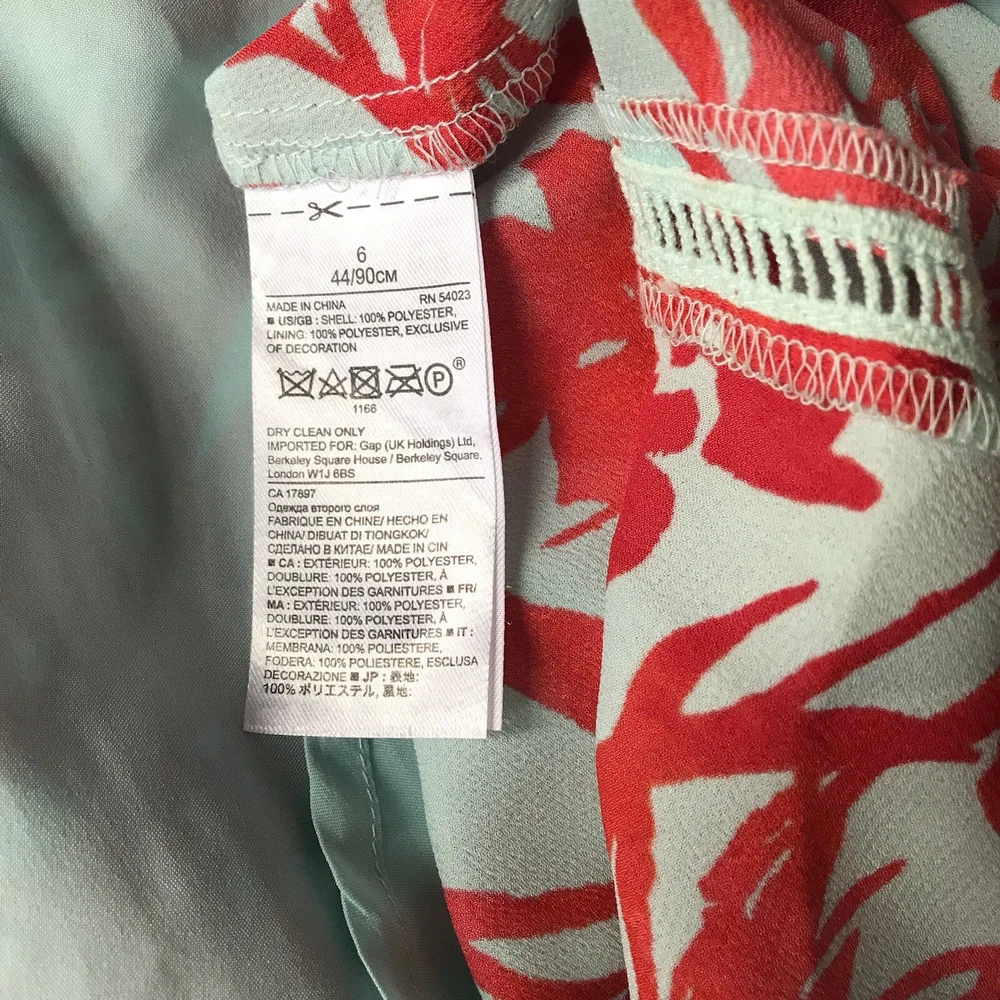 6
44/90CM
MADE IN CHINA RN 54023
■ US/GB : SHELL: 100% POLYESTER,
LINING: 100% POLYESTER, EXCLUSIVE
OF DECORATION
P ®
1166
DRY CLEAN ONLY
IMPORTED FOR: Gap (UK Holdings) Ltd,
Berkeley Square House / Berkeley Square,
London W1J 6BS
CA 17897
Одежда второго слоя
FABRIQUE EN CHINE/ HECHO EN
CHINA/ DIBUAT DI TIONGKOK/
СДЕЛАНО В КИТАЕ/ MADE IN CIN
■ CA : EXTÉRIEUR: 100% POLYESTER,
DOUBLURE: 100% POLYESTER, À
L'EXCEPTION DES GARNITURES ■ FR/
MA : EXTÉRIEUR: 100% POLYESTER,
DOUBLURE: 100% POLYESTER, À
L'EXCEPTION DES GARNITURES ■ IT :
MEMBRANA: 100% POLIESTERE,
FODERA: 100% POLIESTERE, ESCLUSA
DECORAZIONE ■ JP : 表地:
100% ポリエステル, 裏地: